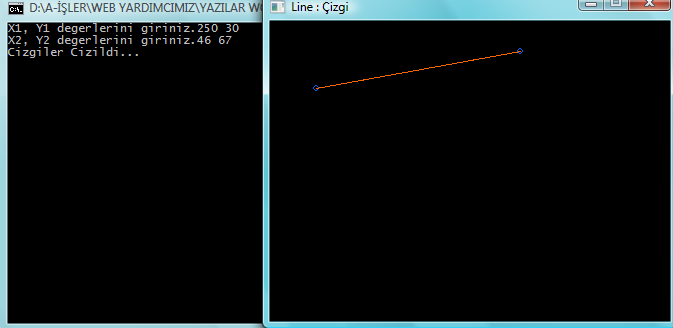 D:\A-İŞLER\WEB YARDIMCIMIZ\YAZILAR WO
X1, Y1 degerlerini giriniz.250 30
X2, Y2 degerlerini giriniz.46 67
Cizgiler Cizildi...
Line : Çizgi